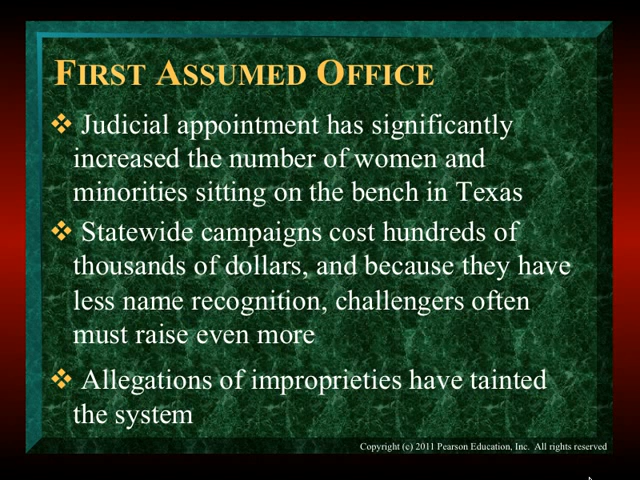 FIRST ASSUMED OFFICE
❖ Judicial appointment has significantly
increased the number of women and
minorities sitting on the bench in Texas
❖ Statewide campaigns cost hundreds of
thousands of dollars, and because they have
less name recognition, challengers often
must raise even more
❖ Allegations of improprieties have tainted
the system
Copyright (c) 2011 Pearson Education, Inc. All rights reserved